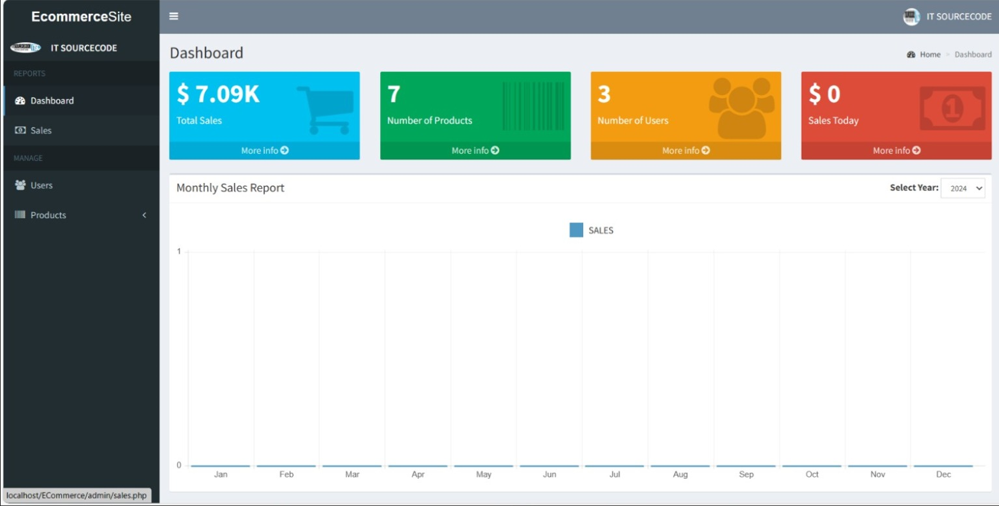 EcommerceSite
IT SOURCECODE
IT SOURCECODE
REPORTS
Dashboard
Sales
MANAGE
Users
Products
Dashboard
Home > Dashboard
$ 7.09K
Total Sales
More info
7
Number of Products
More info
3
Number of Users
More info
$ 0
Sales Today
1
More info
Monthly Sales Report
Select Year: 2024
SALES
1
0
Jan Feb Mar Apr May Jun Jul Aug Sep Oct Nov Dec
localhost/ECommerce/admin/sales.php